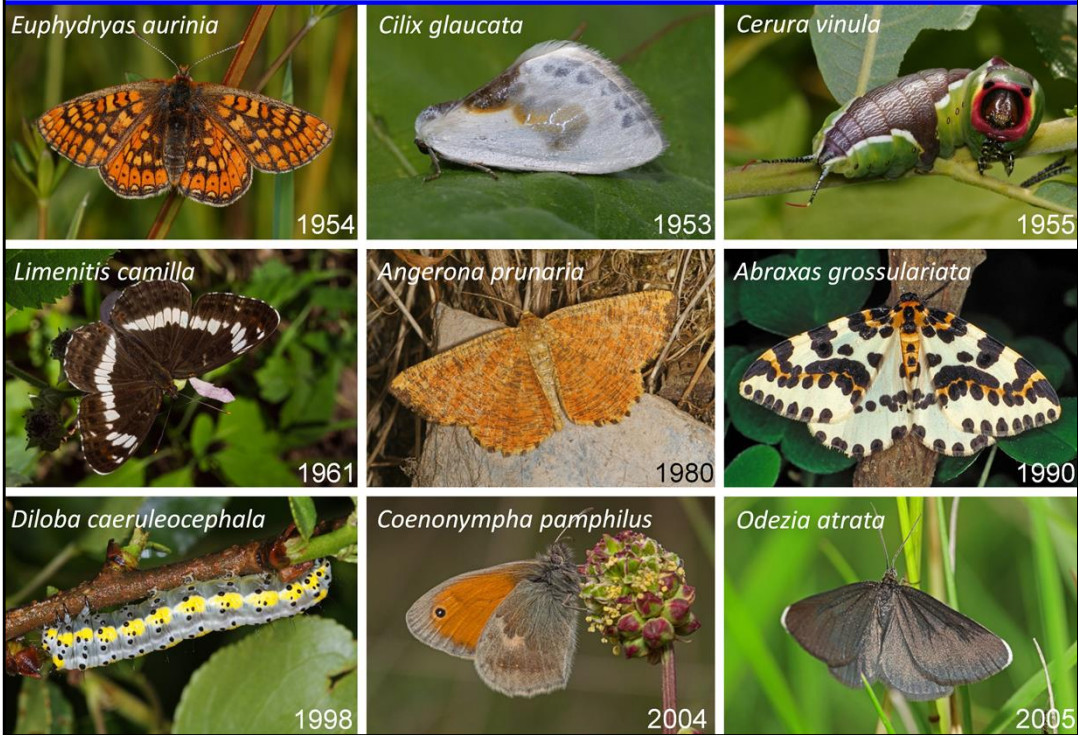 Euphydryas aurinia
1954
Cilix glaucata
1953
Cerura vinula
1955
Limenitis camilla
1961
Angerona prunaria
1980
Abraxas grossulariata
1990
Diloba caeruleocephala
1998
Coenonympha pamphilus
2004
Odezia atrata
2005